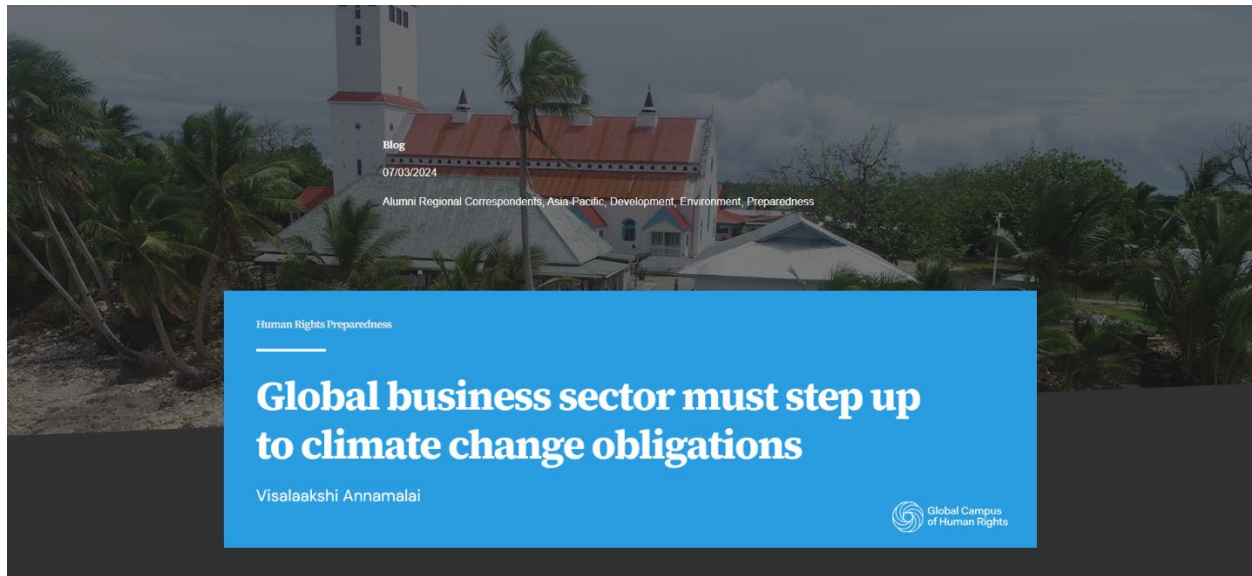 Blog
07/03/2024
Alumni Regional Correspondents, Asia-Pacific, Development, Environment, Preparedness
Human Rights Preparedness
Global business sector must step up
to climate change obligations
Visalaakshi Annamalai
Global Campus
of Human Rights